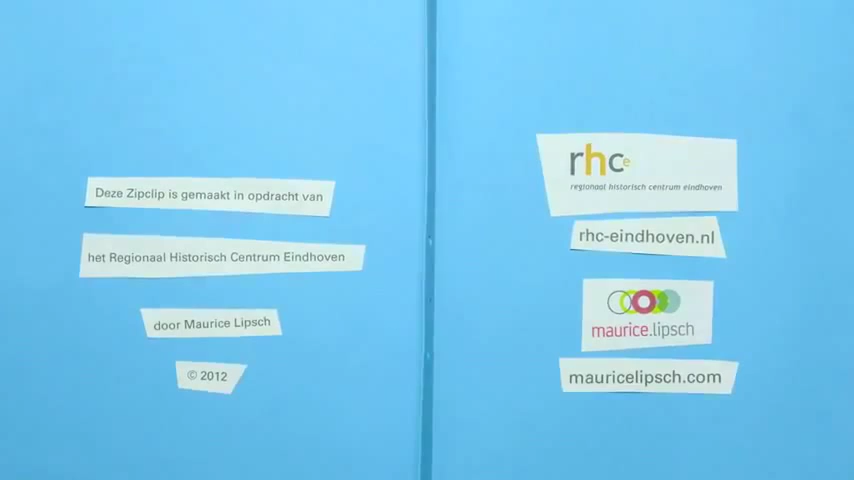 Deze Zipclip is gemaakt in opdracht van
het Regionaal Historisch Centrum Eindhoven
door Maurice Lipsch
© 2012
rhce
regionaal historisch centrum eindhoven
rhc-eindhoven.nl
maurice.lipsch
mauricelipsch.com